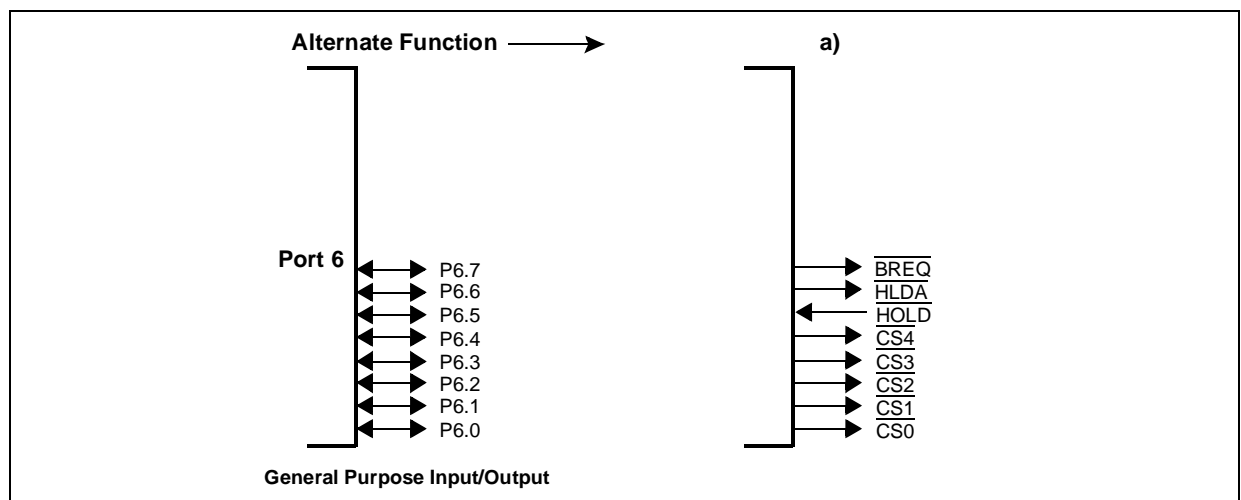 Alternate Function
a)
Port 6
P6.7
P6.6
P6.5
P6.4
P6.3
P6.2
P6.1
P6.0
BREQ
HLDA
HOLD
CS4
CS3
CS2
CS1
CS0
General Purpose Input/Output